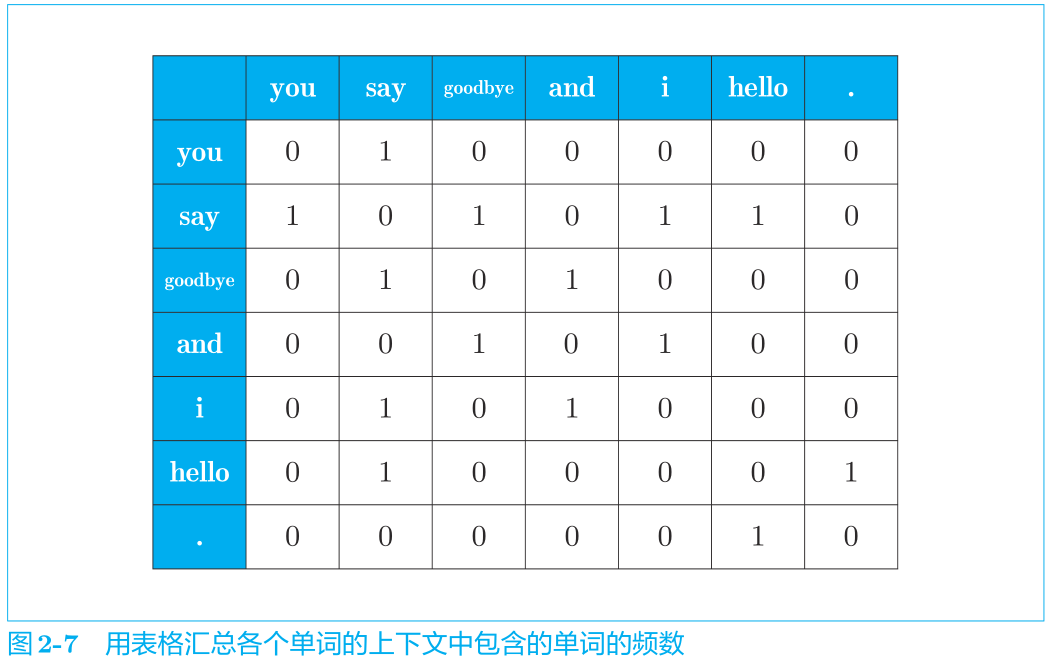 you say goodbye and i hello .
you 0 1 0 0 0 0 0
say 1 0 1 0 1 1 0
goodbye 0 1 0 1 0 0 0
and 0 0 1 0 1 0 0
i 0 1 0 1 0 0 0
hello 0 1 0 0 0 0 1
. 0 0 0 0 0 1 0
图2-7 用表格汇总各个单词的上下文中包含的单词的频数